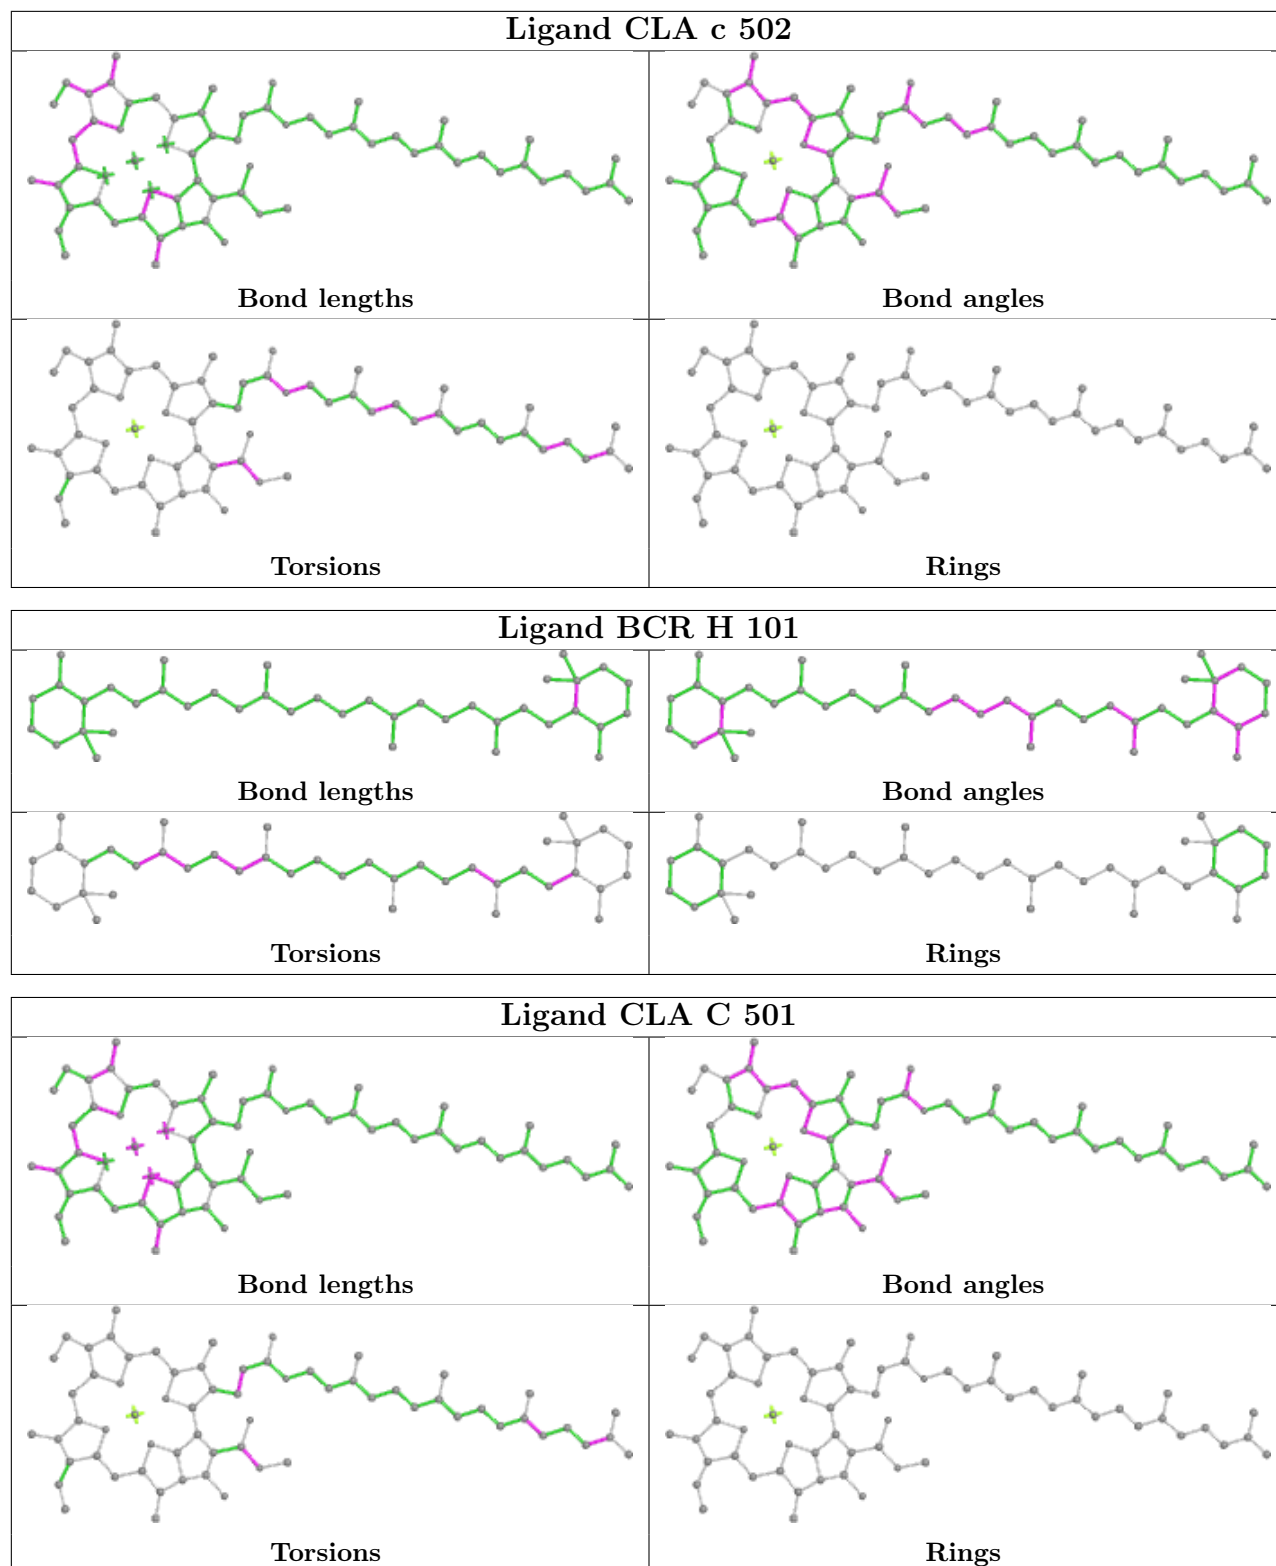 Ligand CLA c 502
Bond lengths
Bond angles
Torsions
Rings
Ligand BCR H 101
Bond lengths
Bond angles
Torsions
Rings
Ligand CLA C 501
Bond lengths
Bond angles
Torsions
Rings